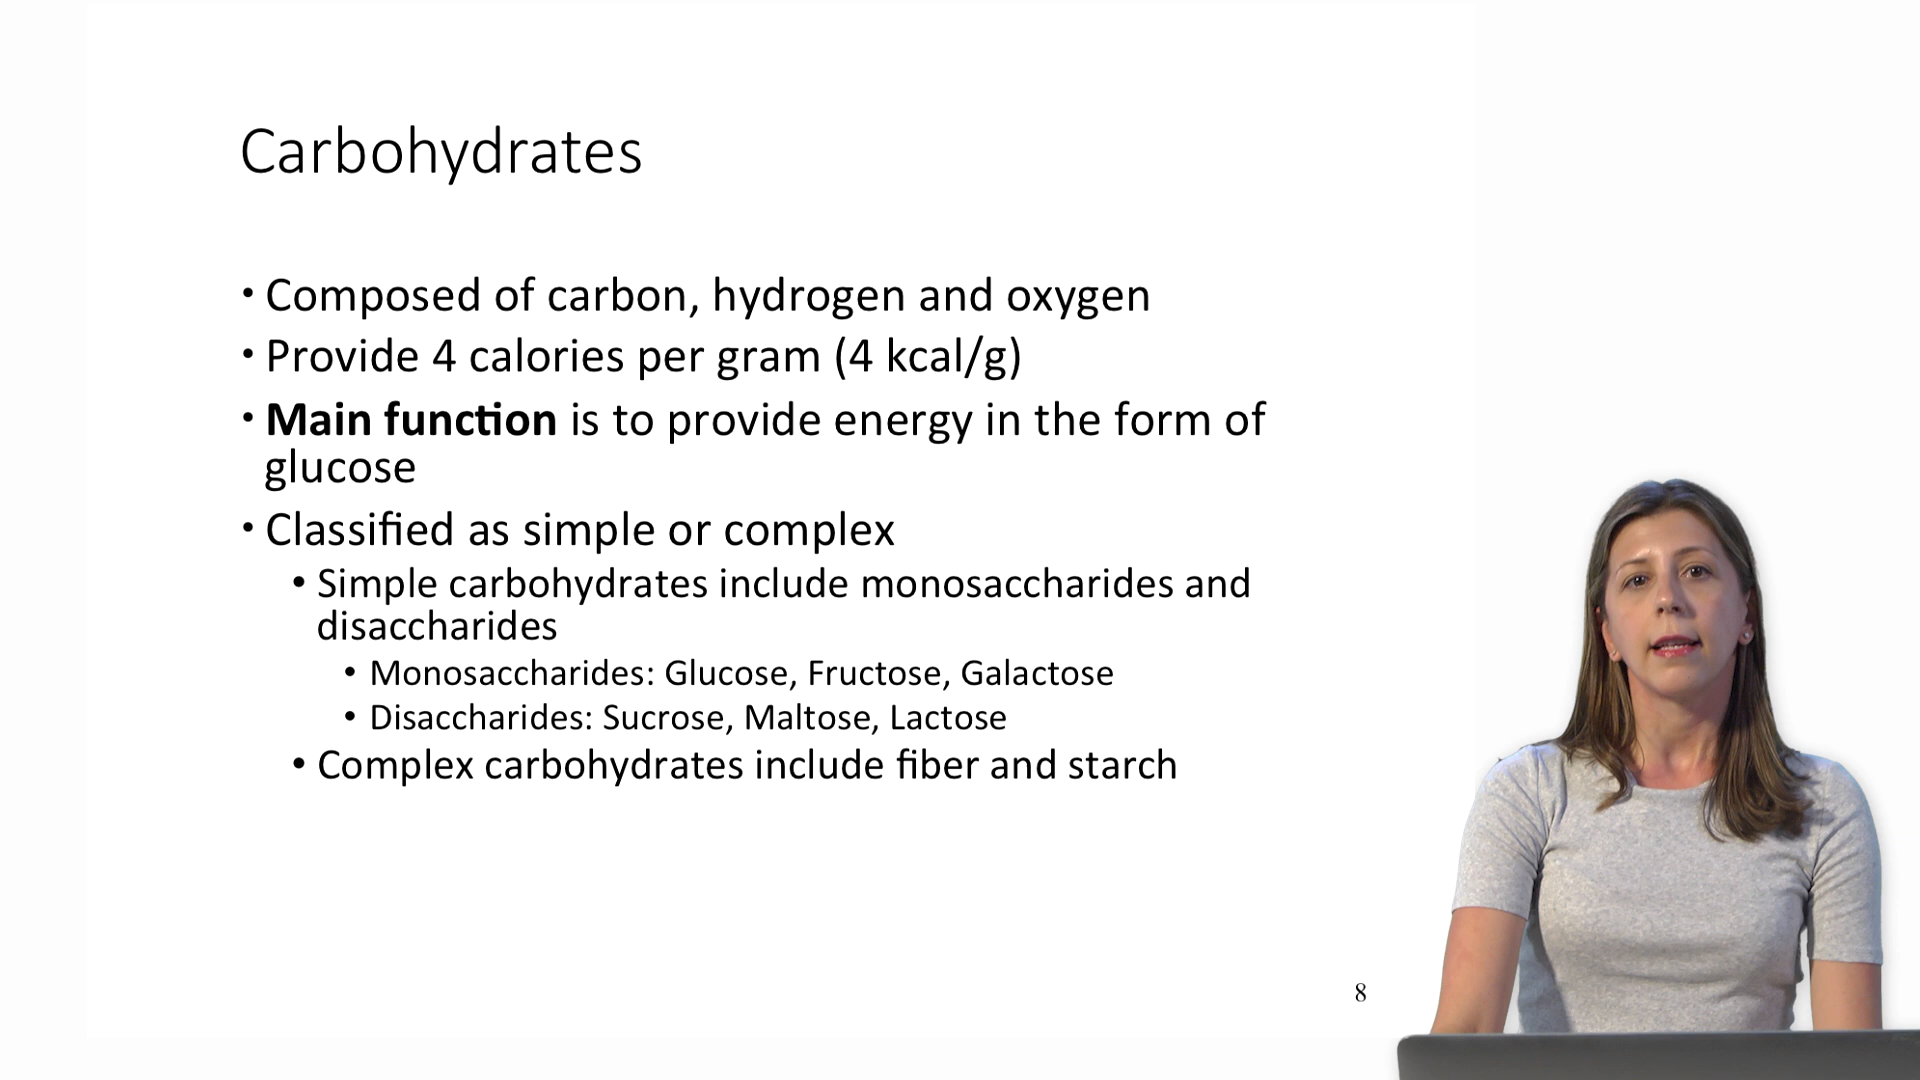 Carbohydrates
• Composed of carbon, hydrogen and oxygen
• Provide 4 calories per gram (4 kcal/g)
• Main function is to provide energy in the form of
glucose
• Classified as simple or complex
• Simple carbohydrates include monosaccharides and
disaccharides
• Monosaccharides: Glucose, Fructose, Galactose
• Disaccharides: Sucrose, Maltose, Lactose
• Complex carbohydrates include fiber and starch
8